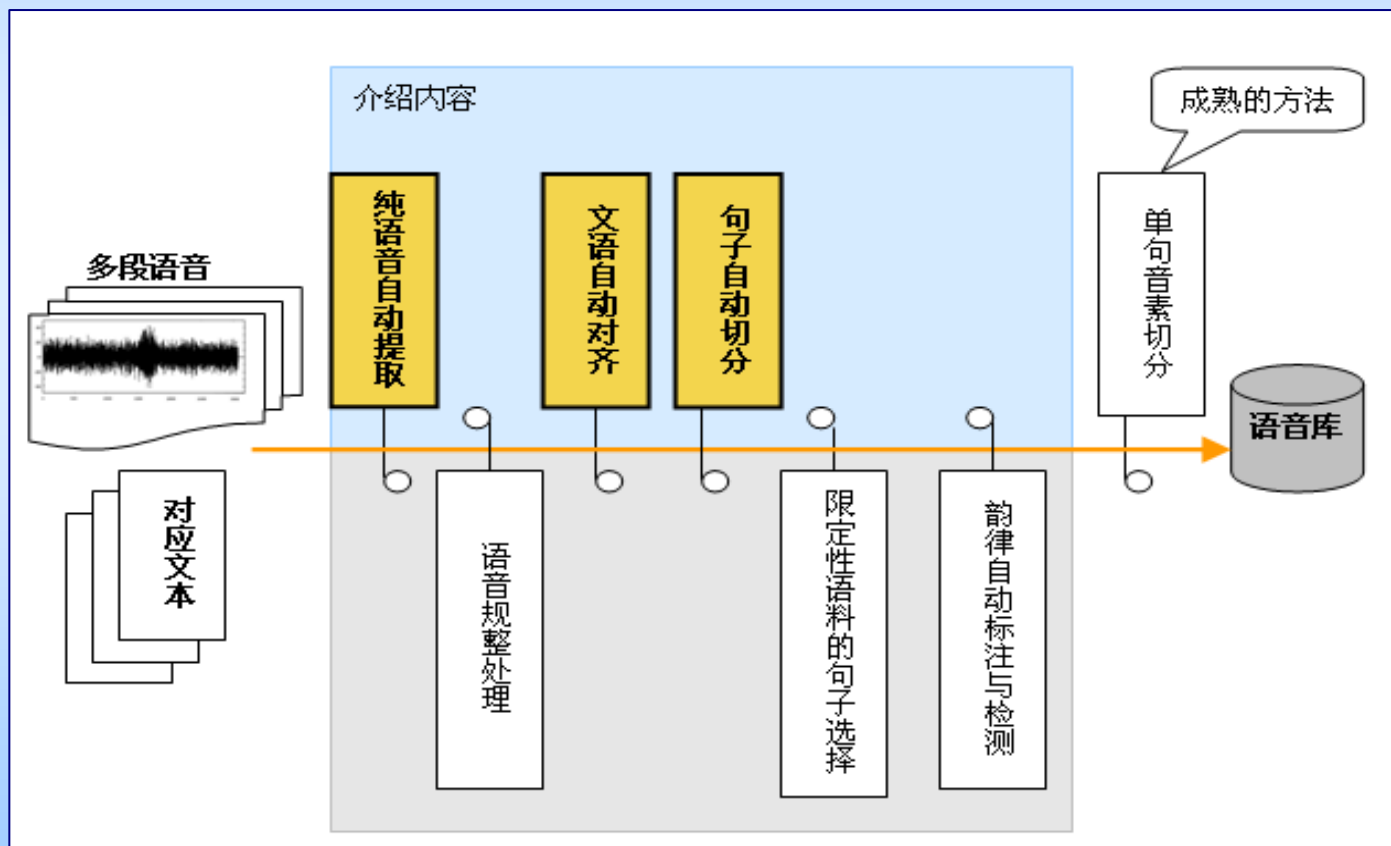 介绍内容
成熟的方法
纯语音自动提取
文语自动对齐
句子自动切分
单句音素切分
多段语音
语音库
对应文本
语音规整处理
限定性语料的句子选择
韵律自动标注与检测